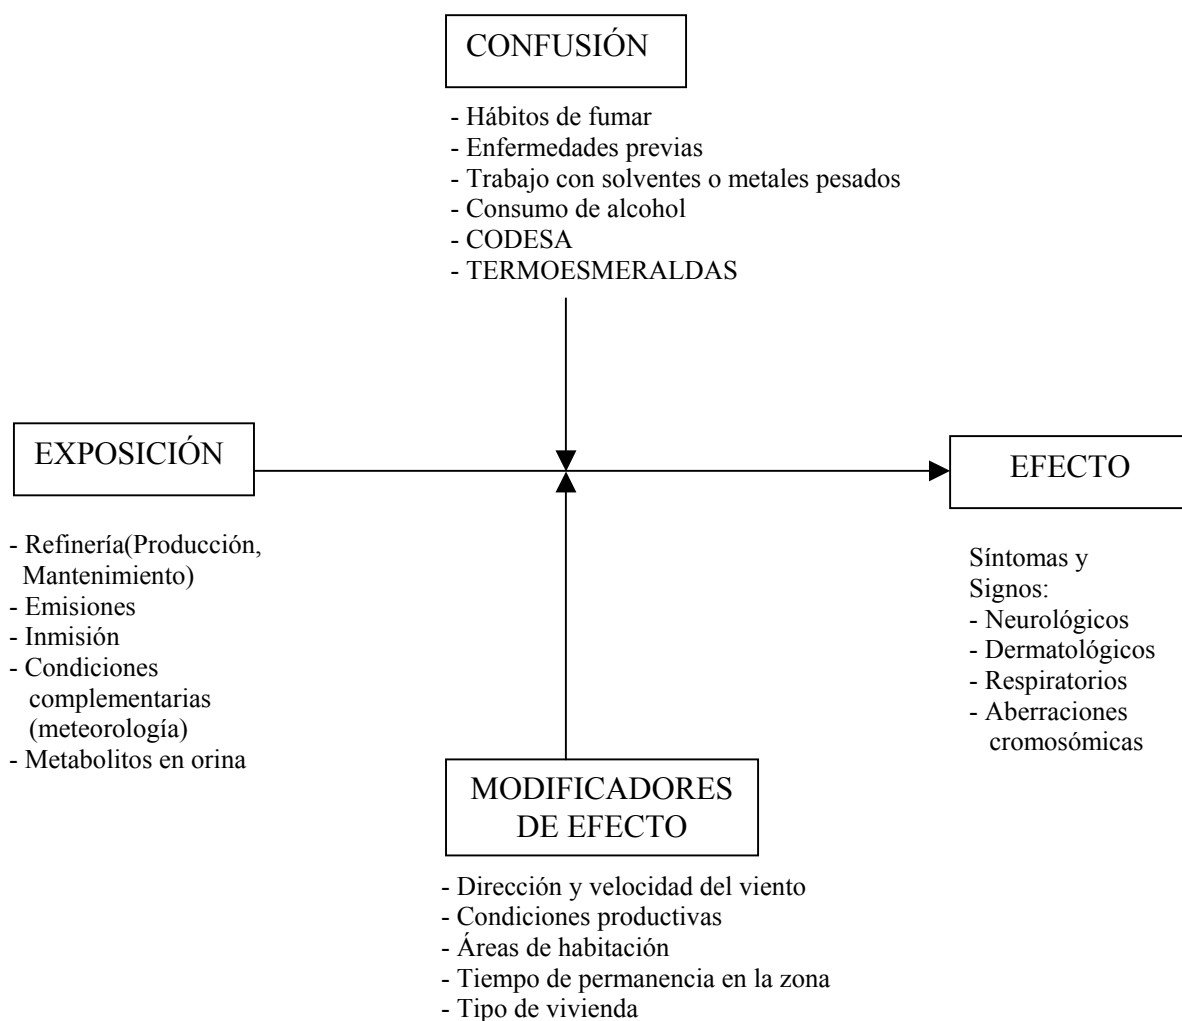 CONFUSIÓN
- Hábitos de fumar
- Enfermedades previas
- Trabajo con solventes o metales pesados
- Consumo de alcohol
- CODESA
- TERMOESMERALDAS
EXPOSICIÓN
- Refinería(Producción,
Mantenimiento)
- Emisiones
- Inmisión
- Condiciones
complementarias
(meteorología)
- Metabolitos en orina
EFECTO
Síntomas y
Signos:
- Neurológicos
- Dermatológicos
- Respiratorios
- Aberraciones
cromosómicas
MODIFICADORES
DE EFECTO
- Dirección y velocidad del viento
- Condiciones productivas
- Áreas de habitación
- Tiempo de permanencia en la zona
- Tipo de vivienda